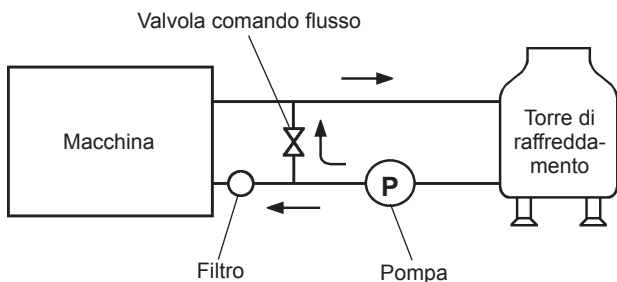 Valvola comando flusso
Macchina
Torre di
raffredda-
mento
P
Filtro
Pompa